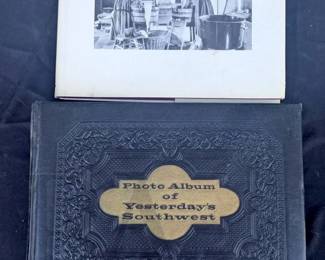 Photo Album
of
Yesterday's
Southwest